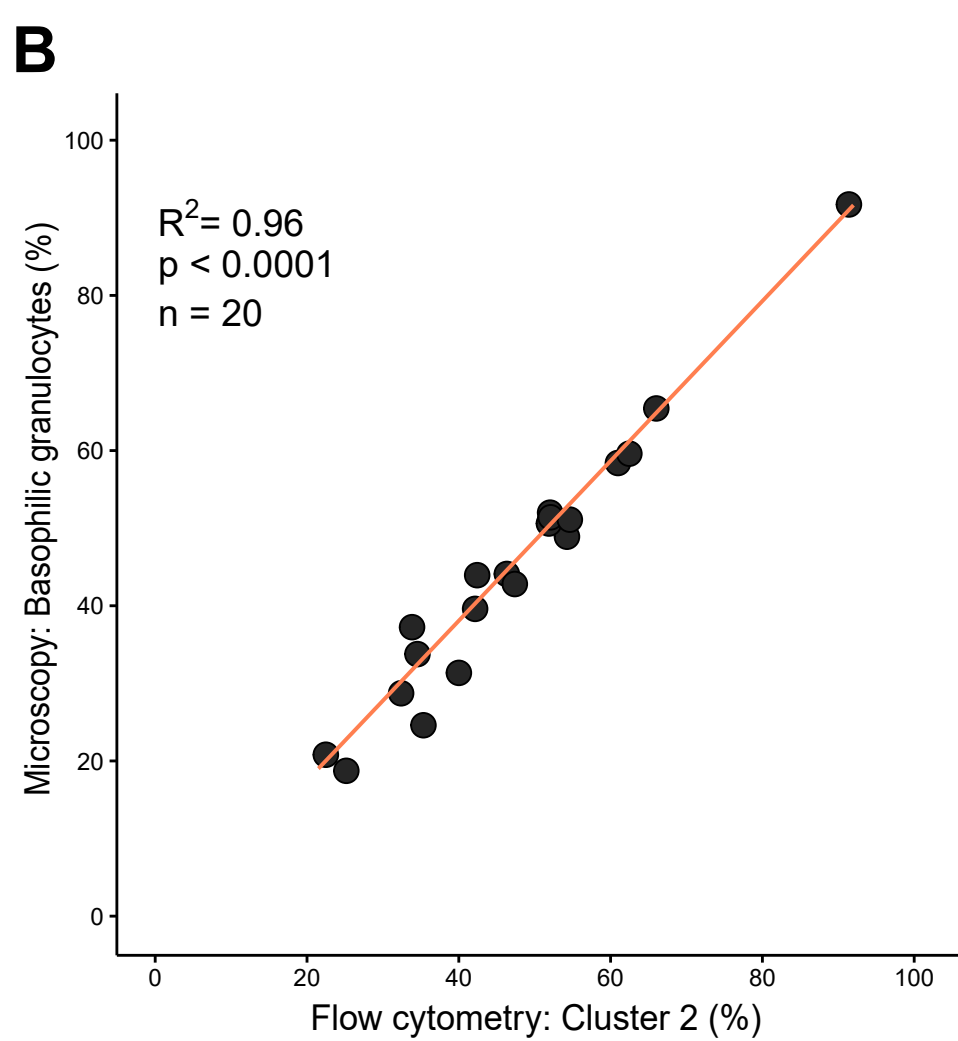 B
R2= 0.96
p < 0.0001
n = 20
Microscopy: Basophilic granulocytes (%)
100
80
60
40
20
0
0 20 40 60 80 100
Flow cytometry: Cluster 2 (%)